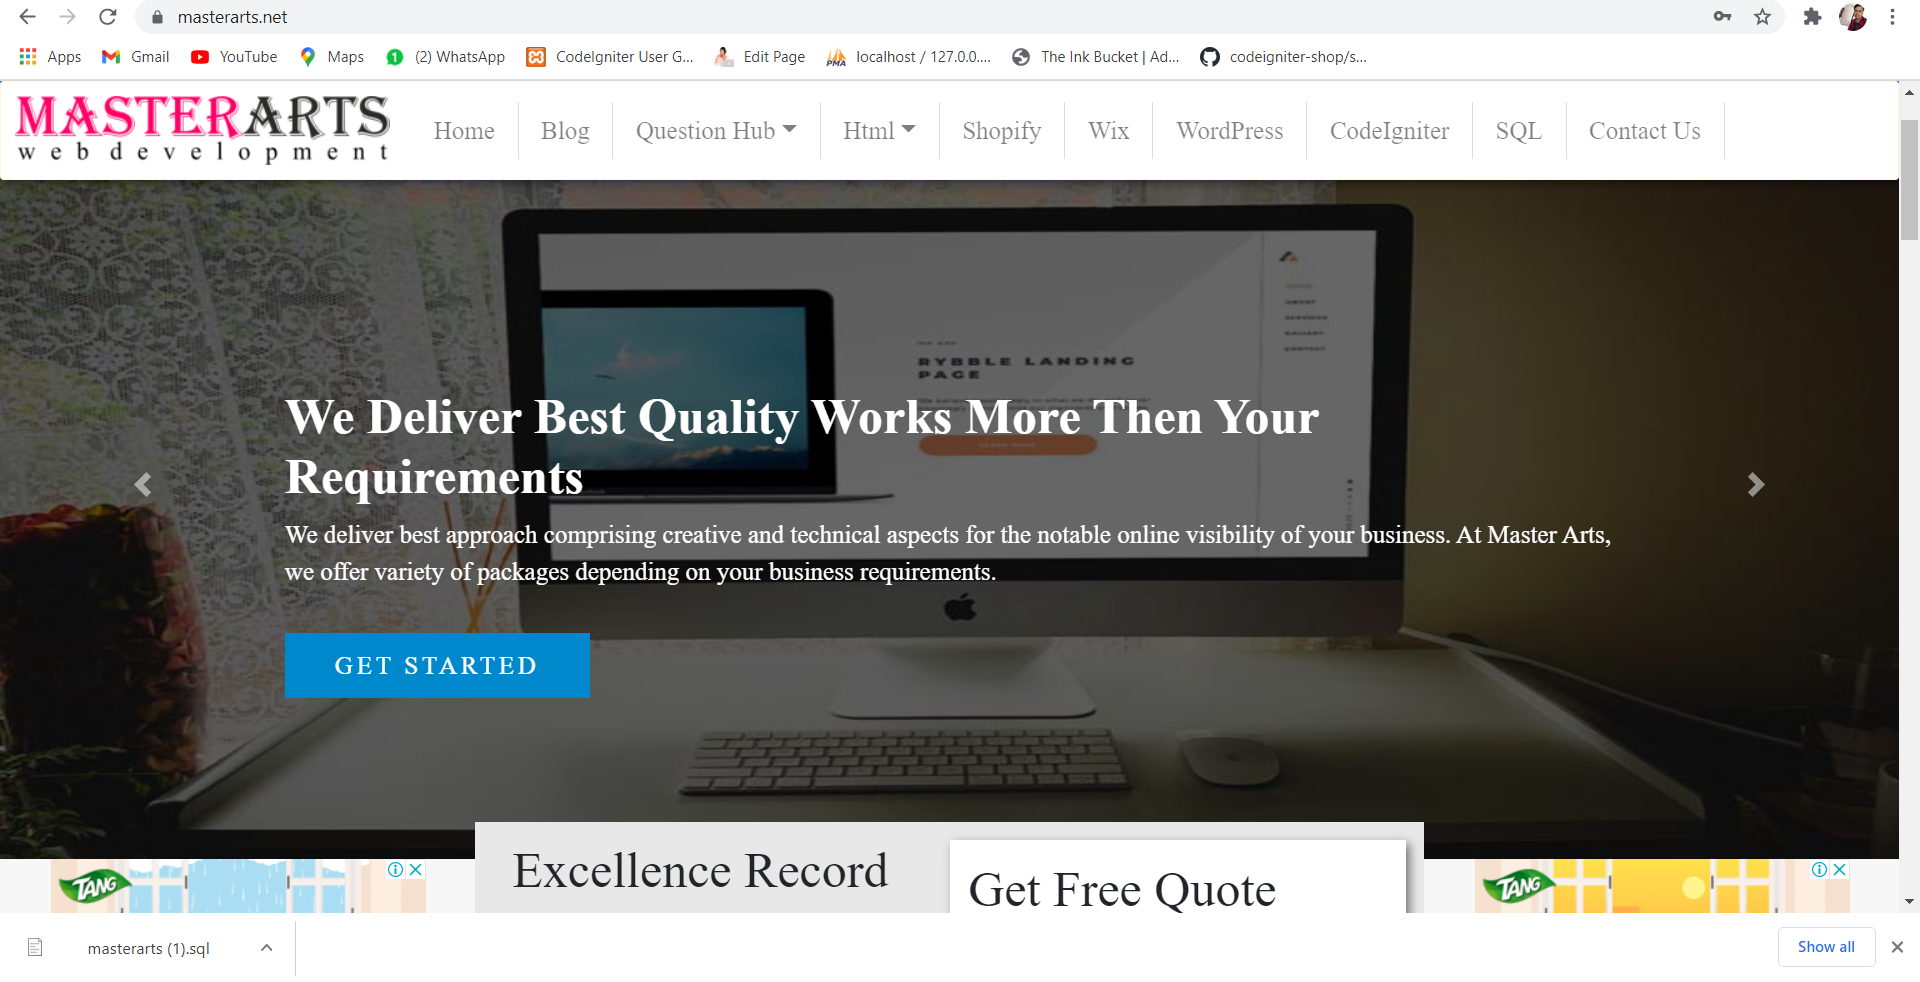 masterarts.net
Apps Gmail YouTube Maps (2) WhatsApp CodeIgniter User G... Edit Page localhost / 127.0.0.... The Ink Bucket | Ad... codeigniter-shop/s...
MASTERARTS
web development
Home Blog Question Hub Html Shopify Wix WordPress CodeIgniter SQL Contact Us
RYBBLE LANDING
PAGE
We Deliver Best Quality Works More Then Your
Requirements
We deliver best approach comprising creative and technical aspects for the notable online visibility of your business. At Master Arts,
we offer variety of packages depending on your business requirements.
GET STARTED
Excellence Record
Get Free Quote
TANG
TANG
masterarts (1).sql
Show all